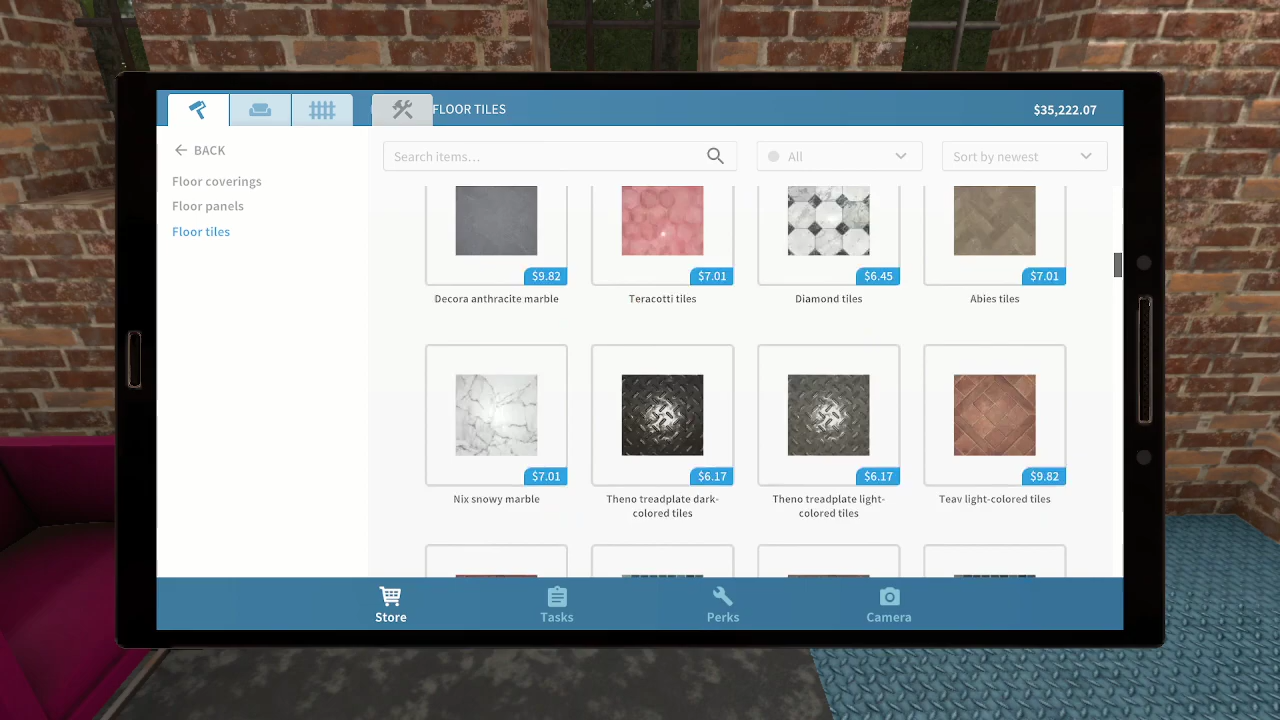 FLOOR TILES
$35,222.07
BACK
Search items...
All
Sort by newest
Floor coverings
Floor panels
Floor tiles
$9.82
$7.01
$6.45
$7.01
Decora anthracite marble
Teracotti tiles
Diamond tiles
Abies tiles
$7.01
$6.17
$6.17
$9.82
Nix snowy marble
Theno treadplate dark-
colored tiles
Theno treadplate light-
colored tiles
Teav light-colored tiles
Store
Tasks
Perks
Camera